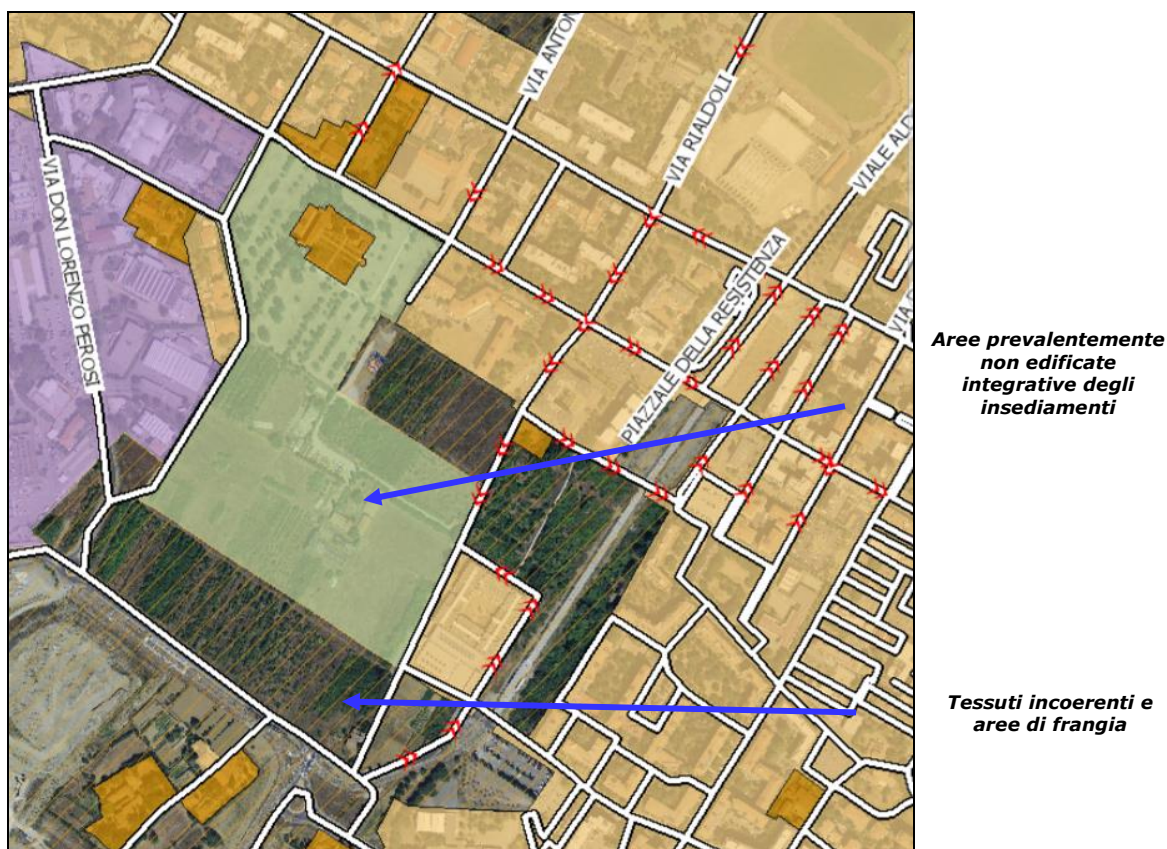 VIA ANTON
VIA RIALDOLI
VIALE ALD
VIA DON LORENZO PEROSI
PIAZZALE DELLA RESISTENZA
VIA
Aree prevalentemente
non edificate
integrative degli
insediamenti
Tessuti incoerenti e
aree di frangia